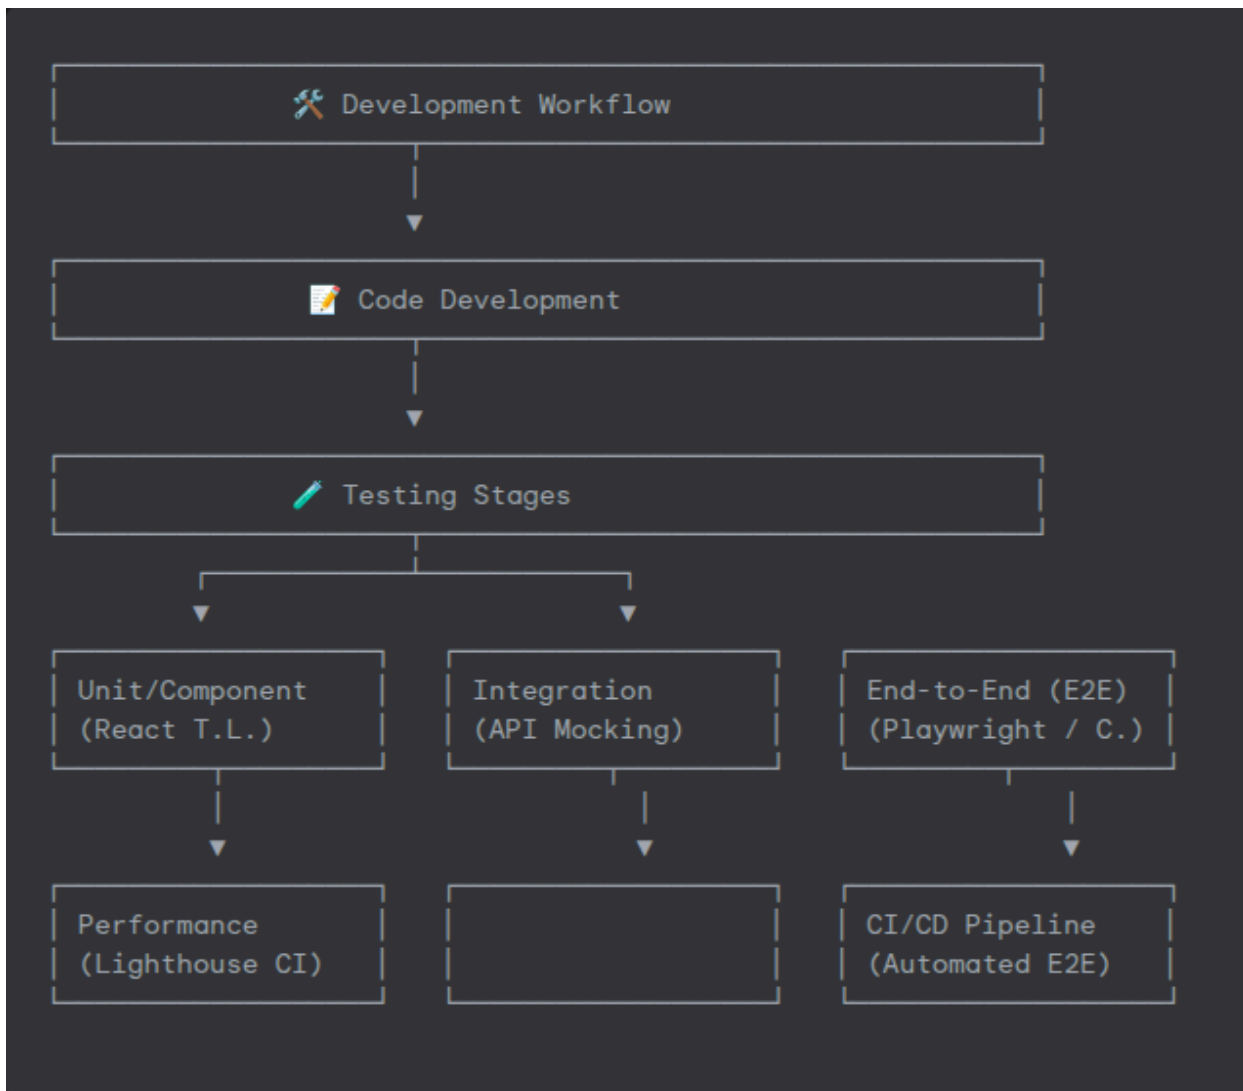 🛠️ Development Workflow
📝 Code Development
🧪 Testing Stages
Unit/Component
(React T.L.)
Integration
(API Mocking)
End-to-End (E2E)
(Playwright / C.)
Performance
(Lighthouse CI)
CI/CD Pipeline
(Automated E2E)